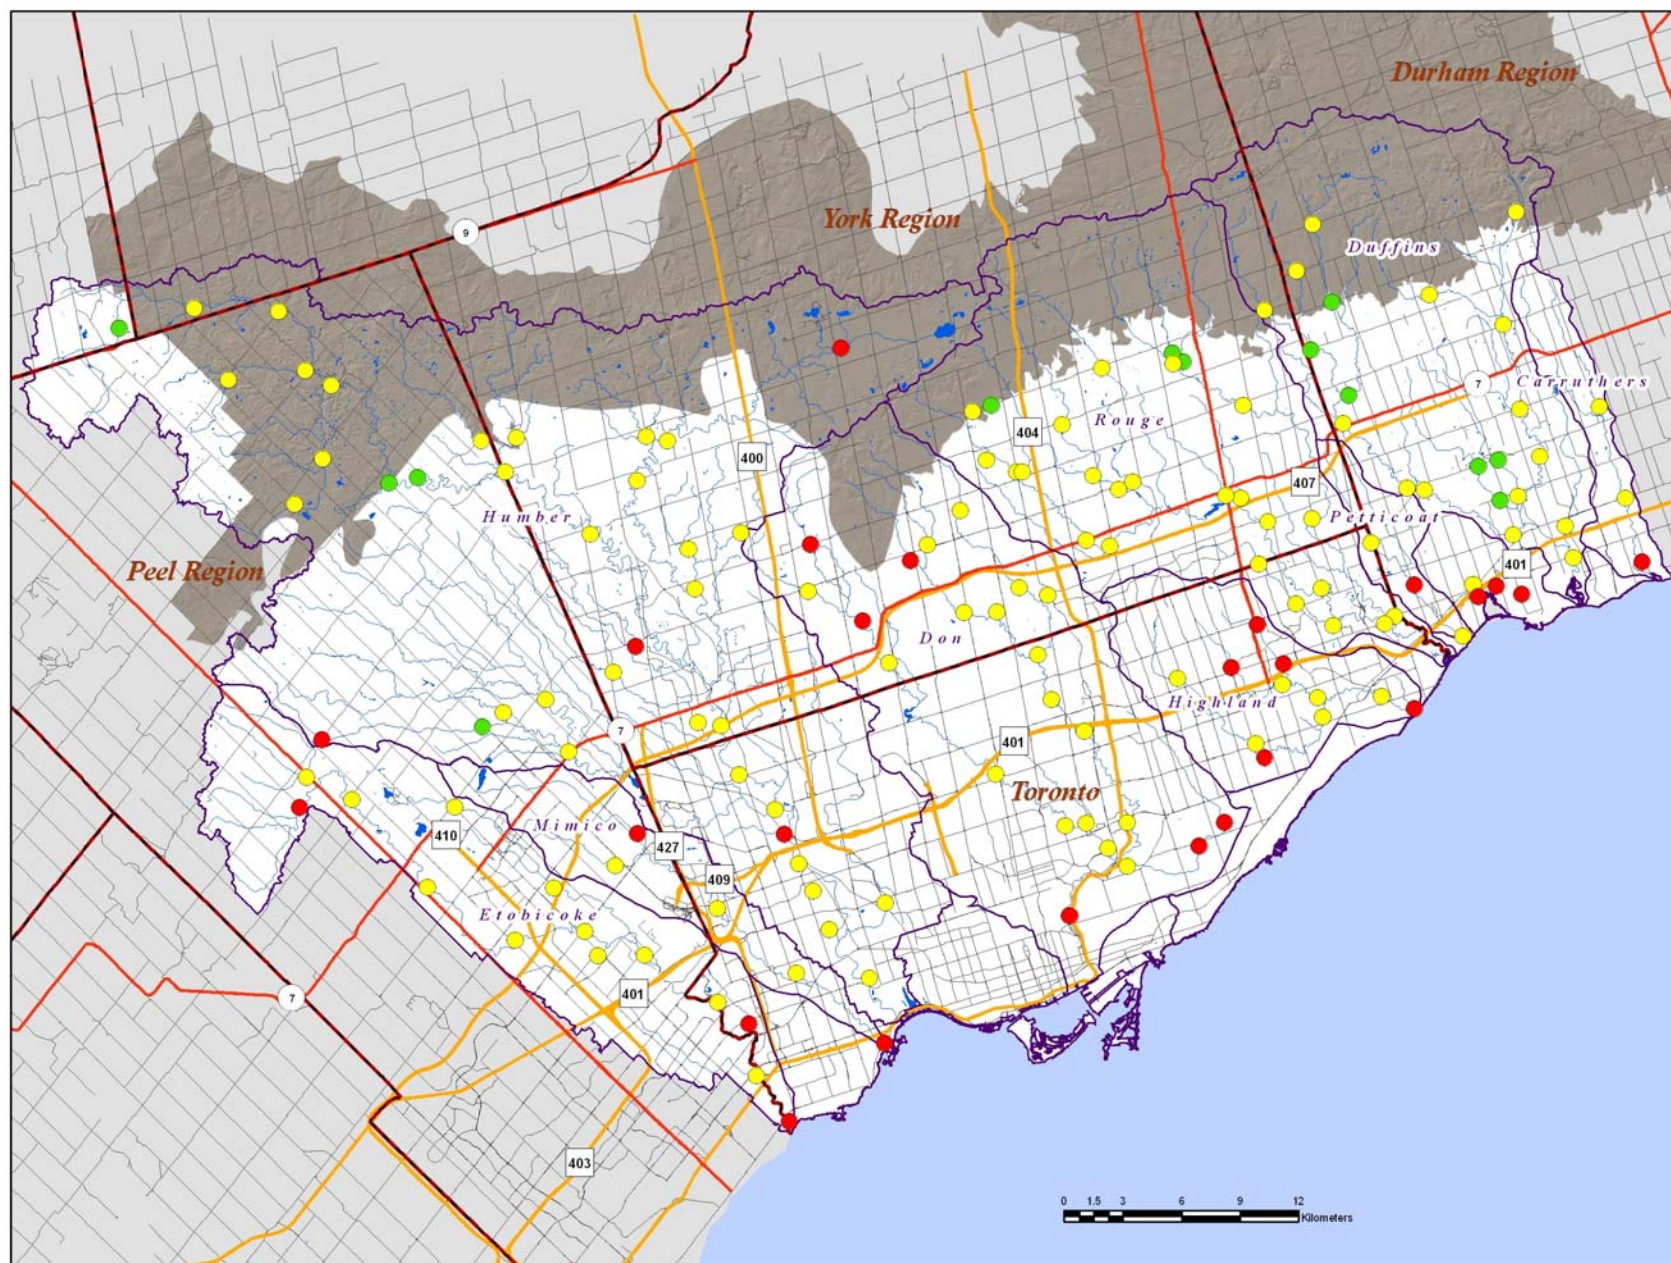 Durham Region
York Region
9
Duffins
7
Carruthers
Rouge
404
400
407
Humber
Petticoat
Peel Region
401
Don
Highland
7
401
Toronto
Mimico
410
427
409
Etobicoke
401
7
403
0 1.5 3 6 9 12
Kilometers